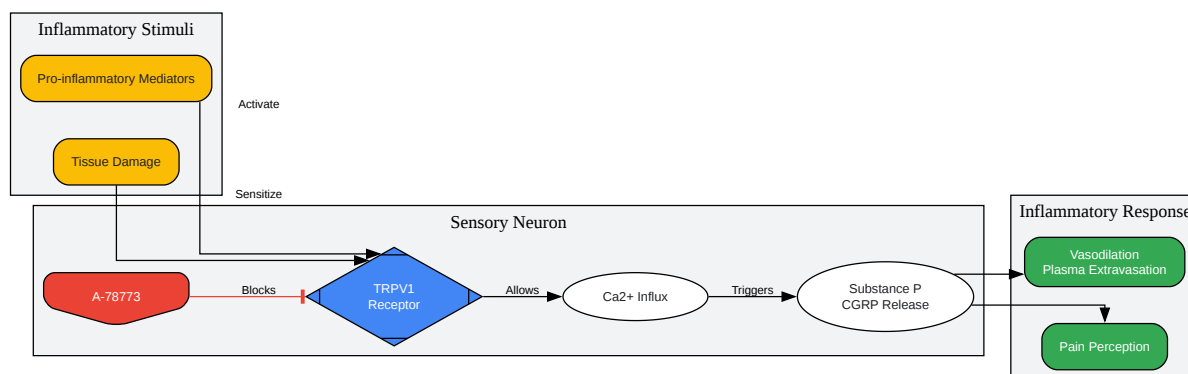 Inflammatory Stimuli
Pro-inflammatory Mediators
Activate
Tissue Damage
Sensitize
Sensory Neuron
Inflammatory Response
Vasodilation
Plasma Extravasation
A-78773
Blocks
TRPV1
Receptor
Allows
Ca2+ Influx
Triggers
Substance P
CGRP Release
Pain Perception